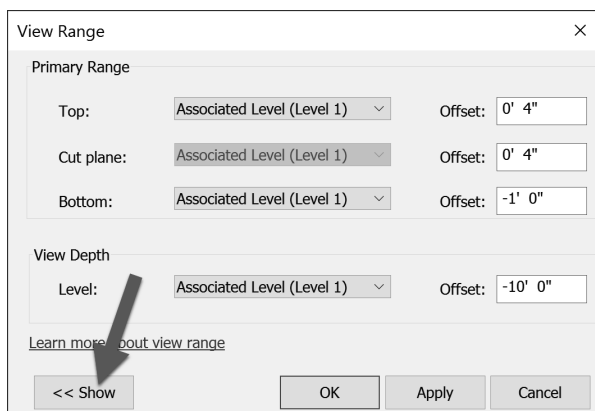 View Range ×
Primary Range
Top: Associated Level (Level 1) Offset: 0' 4"
Cut plane: Associated Level (Level 1) Offset: 0' 4"
Bottom: Associated Level (Level 1) Offset: -1' 0"
View Depth
Level: Associated Level (Level 1) Offset: -10' 0"
Learn more about view range
<< Show OK Apply Cancel